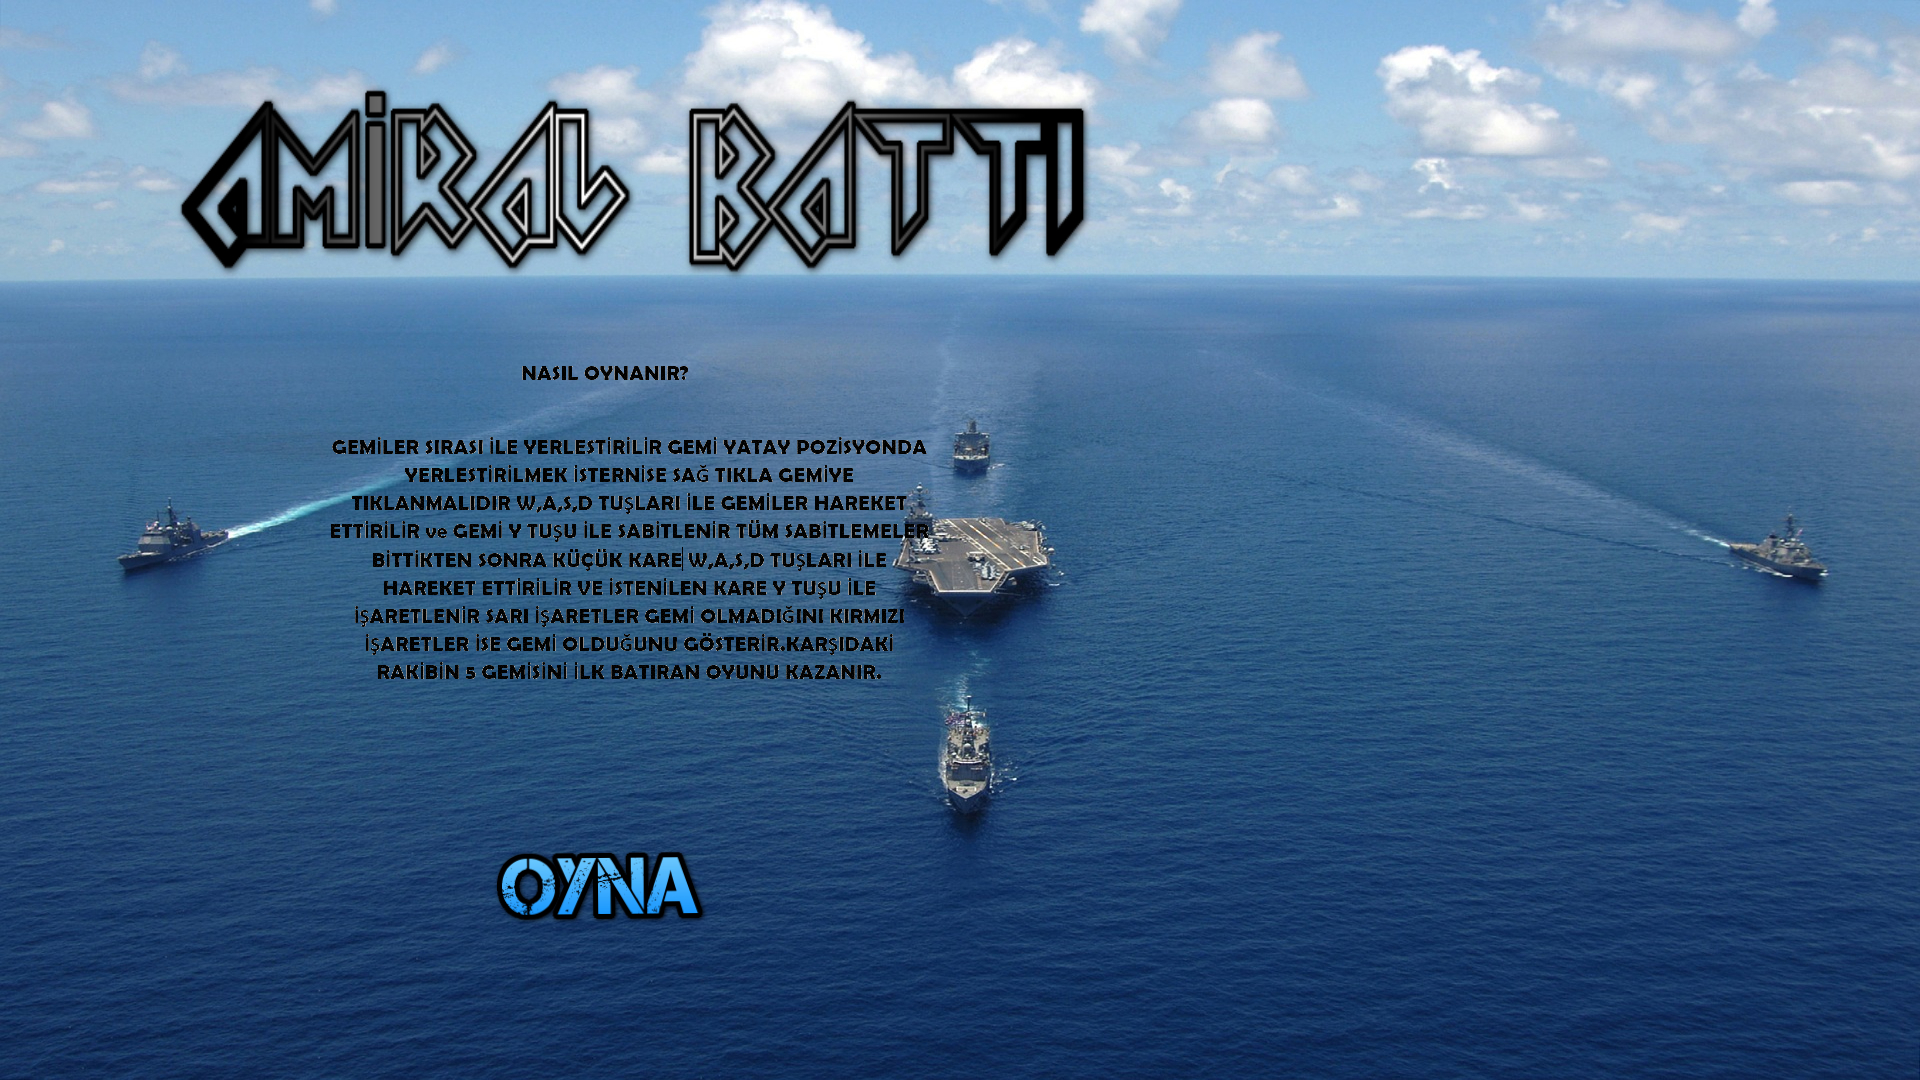 AMİRAL BATTI
NASIL OYNANIR?
GEMİLER SIRASI İLE YERLESTİRİLİR GEMİ YATAY POZİSYONDA
YERLESTİRİLMEK İSTERNİSE SAĞ TIKLA GEMİYE
TIKLANMALIDIR W,A,S,D TUŞLARI İLE GEMİLER HAREKET
ETTİRİLİR ve GEMİ Y TUŞU İLE SABİTLENİR TÜM SABİTLEMELER
BİTTİKTEN SONRA KÜÇÜK KARE W,A,S,D TUŞLARI İLE
HAREKET ETTİRİLİR VE İSTENİLEN KARE Y TUŞU İLE
İŞARETLENİR SARI İŞARETLER GEMİ OLMADIĞINI KIRMIZI
İŞARETLER İSE GEMİ OLDUĞUNU GÖSTERİR.KARŞIDAKİ
RAKİBİN 5 GEMİSİNİ İLK BATIRAN OYUNU KAZANIR.
OYNA